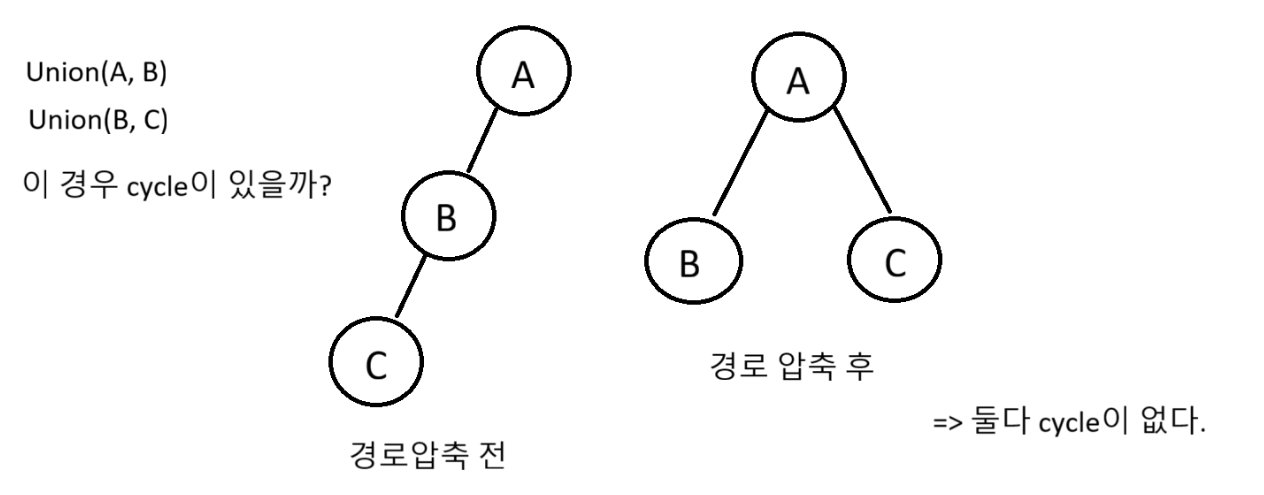 Union(A, B)
Union(B, C)
이 경우 cycle이 있을까?
A
B
C
경로압축 전
A
B
C
경로 압축 후
=> 둘다 cycle이 없다.